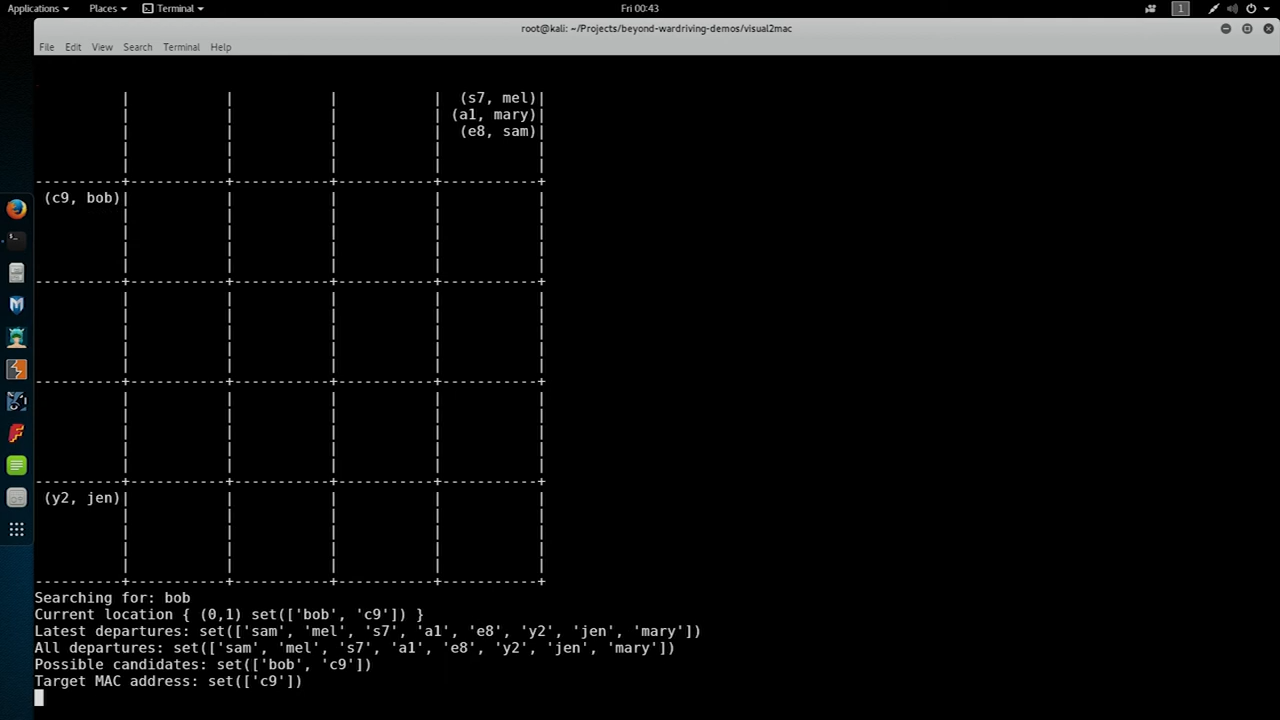 Applications Places Terminal Fri 00:43 1
root@kali: ~/Projects/beyond-wardriving-demos/visual2mac
File Edit View Search Terminal Help
| | | | (s7, mel)|
| | | | (a1, mary)|
| | | | (e8, sam)|
| | | | |
| | | | |
----------+-----------+-----------+-----------+-----------+
(c9, bob)| | | | |
| | | | |
| | | | |
| | | | |
| | | | |
----------+-----------+-----------+-----------+-----------+
| | | | |
| | | | |
| | | | |
| | | | |
| | | | |
----------+-----------+-----------+-----------+-----------+
| | | | |
| | | | |
| | | | |
| | | | |
| | | | |
----------+-----------+-----------+-----------+-----------+
(y2, jen)| | | | |
| | | | |
| | | | |
| | | | |
| | | | |
----------+-----------+-----------+-----------+-----------+
Searching for: bob
Current location { (0,1) set(['bob', 'c9']) }
Latest departures: set(['sam', 'mel', 's7', 'a1', 'e8', 'y2', 'jen', 'mary'])
All departures: set(['sam', 'mel', 's7', 'a1', 'e8', 'y2', 'jen', 'mary'])
Possible candidates: set(['bob', 'c9'])
Target MAC address: set(['c9'])